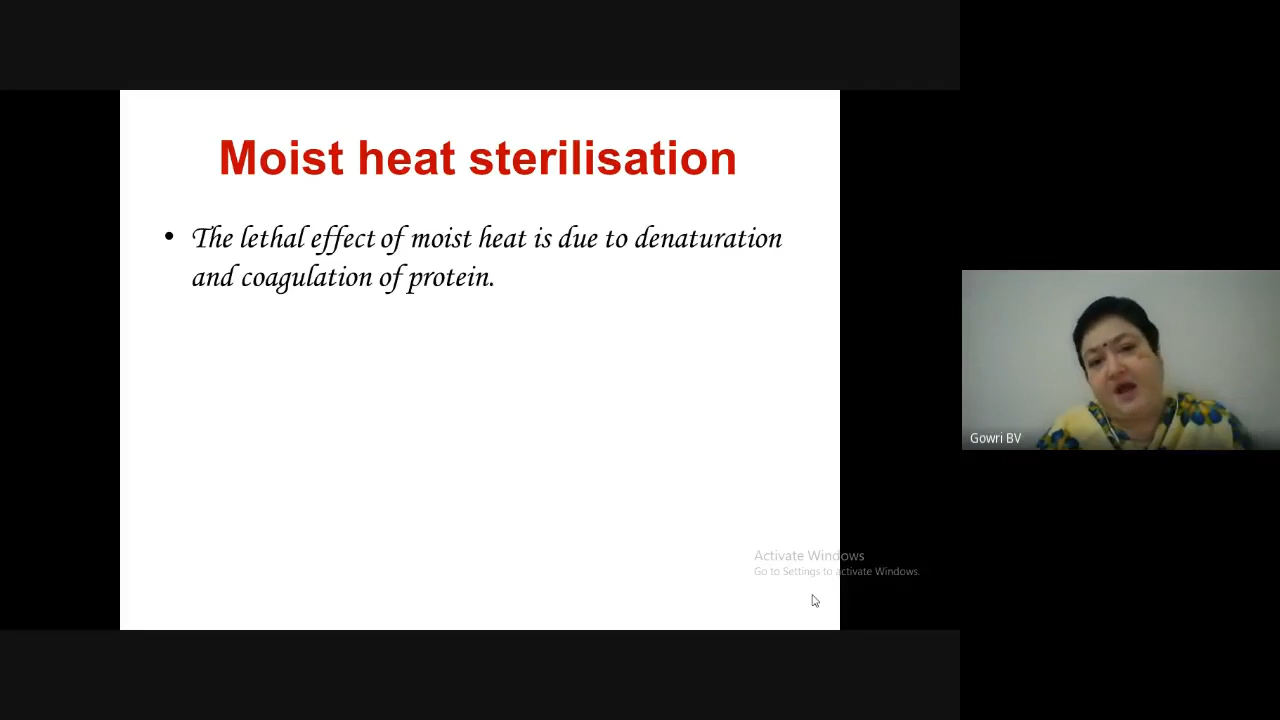 Moist heat sterilisation
• The lethal effect of moist heat is due to denaturation
and coagulation of protein.
Gowri BV
Activate Windows
Go to Settings to activate Windows.